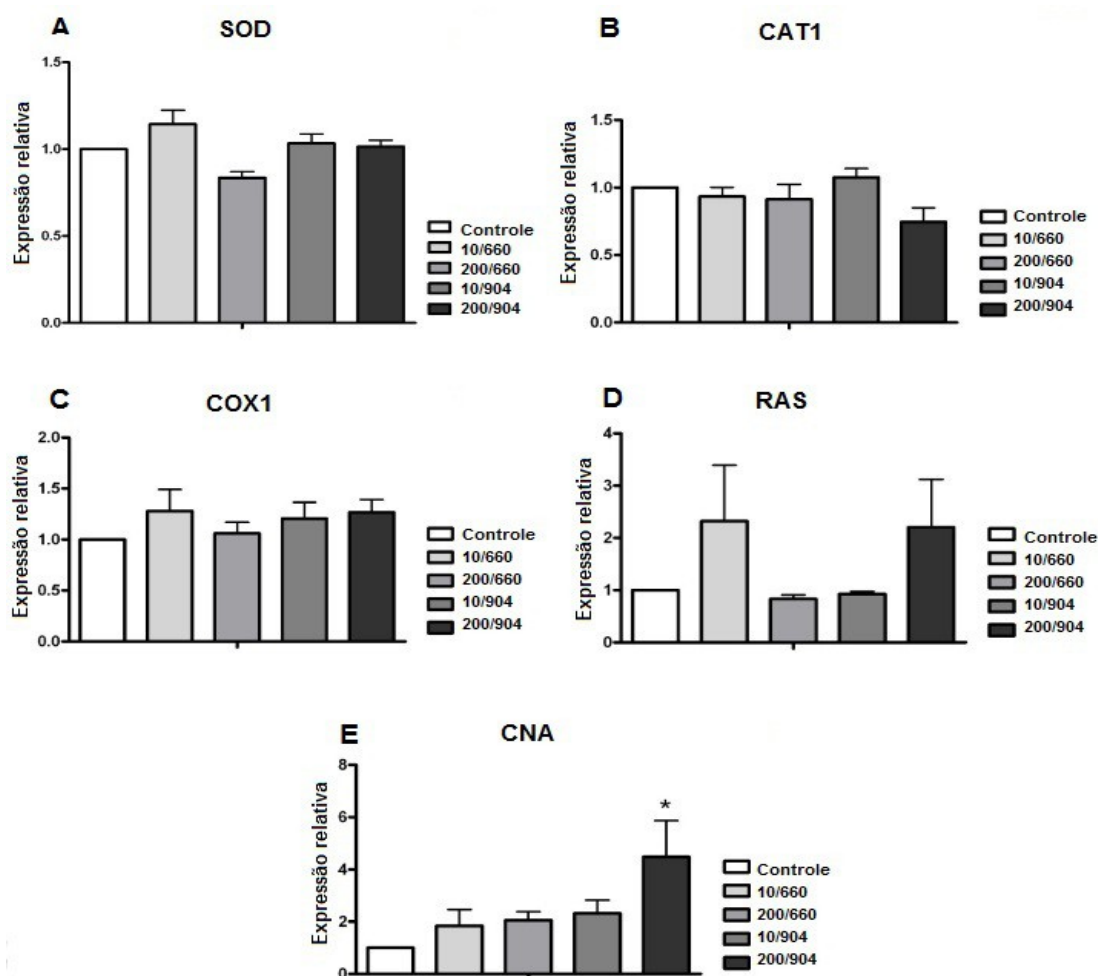 A
SOD
Expressão relativa
1.5
1.0
0.5
0.0
Controle
10/660
200/660
10/904
200/904
B
CAT1
Expressão relativa
1.5
1.0
0.5
0.0
Controle
10/660
200/660
10/904
200/904
C
COX1
Expressão relativa
2.0
1.5
1.0
0.5
0.0
Controle
10/660
200/660
10/904
200/904
D
RAS
Expressão relativa
4
3
2
1
0
Controle
10/660
200/660
10/904
200/904
E
CNA
Expressão relativa
8
6
4
2
0
*
Controle
10/660
200/660
10/904
200/904